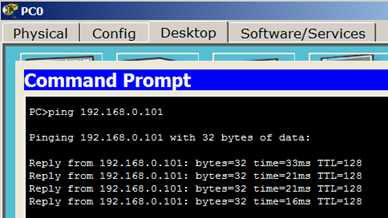 PC0
Physical Config Desktop Software/Services
Command Prompt
PC>ping 192.168.0.101
Pinging 192.168.0.101 with 32 bytes of data:
Reply from 192.168.0.101: bytes=32 time=33ms TTL=128
Reply from 192.168.0.101: bytes=32 time=21ms TTL=128
Reply from 192.168.0.101: bytes=32 time=21ms TTL=128
Reply from 192.168.0.101: bytes=32 time=16ms TTL=128